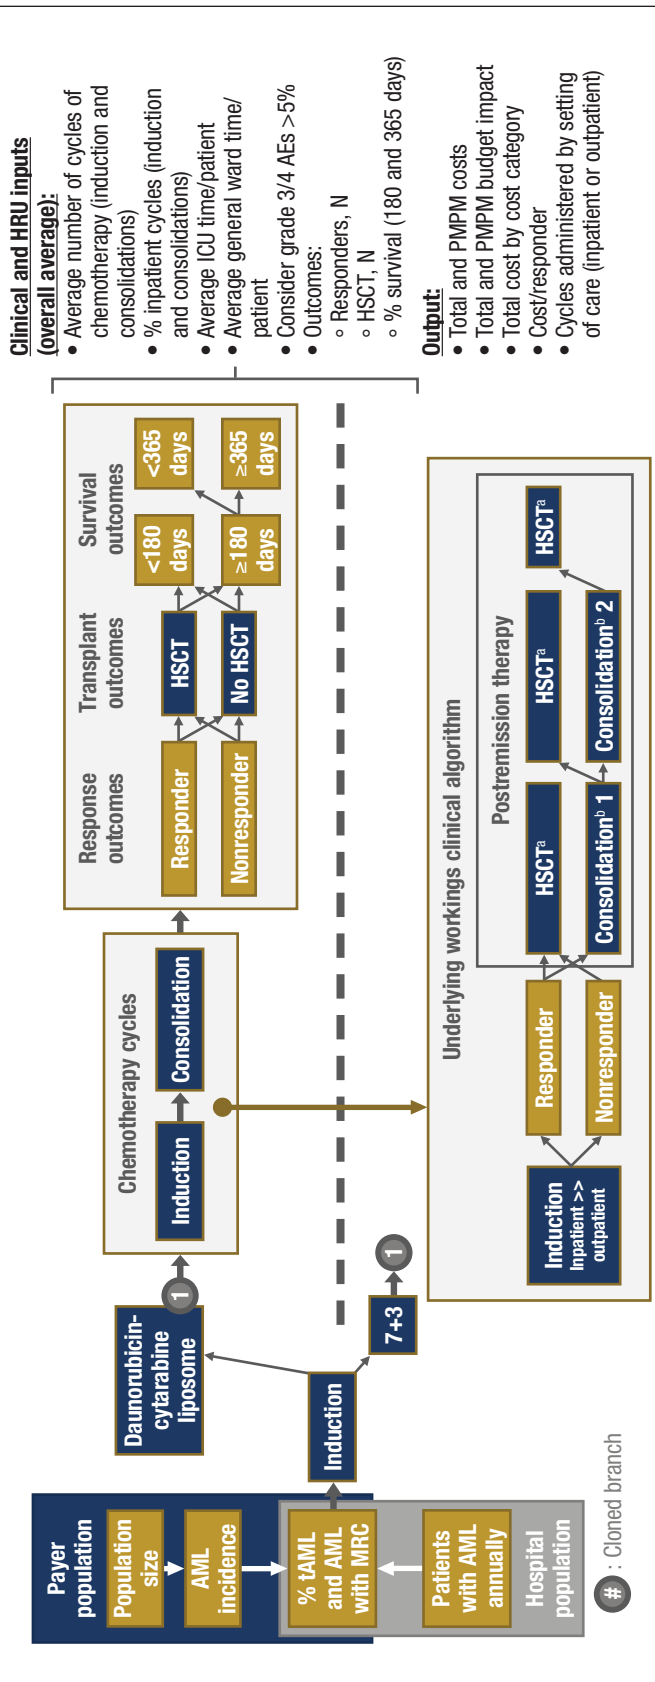 Payer
population
Population
size
AML
incidence
% tAML
and AML
with MRC
Patients
with AML
annually
Hospital
population
# : Cloned branch
Induction
Daunorubicin-
cytarabine
liposome
1
7+3
1
Chemotherapy cycles
Induction
Consolidation
Response
outcomes
Transplant
outcomes
Survival
outcomes
Responder
Nonresponder
HSCT
No HSCT
<180
days
≥180
days
<365
days
≥365
days
Underlying workings clinical algorithm
Induction
Inpatient >>
outpatient
Responder
Nonresponder
Postremission therapy
HSCTᵃ
Consolidationᵇ 1
HSCTᵃ
Consolidationᵇ 2
HSCTᵃ
Clinical and HRU inputs
(overall average):
• Average number of cycles of
chemotherapy (induction and
consolidations)
• % inpatient cycles (induction
and consolidations)
• Average ICU time/patient
• Average general ward time/
patient
• Consider grade 3/4 AEs >5%
• Outcomes:
◦ Responders, N
◦ HSCT, N
◦ % survival (180 and 365 days)
Output:
• Total and PMPM costs
• Total and PMPM budget impact
• Total cost by cost category
• Cost/responder
• Cycles administered by setting
of care (inpatient or outpatient)